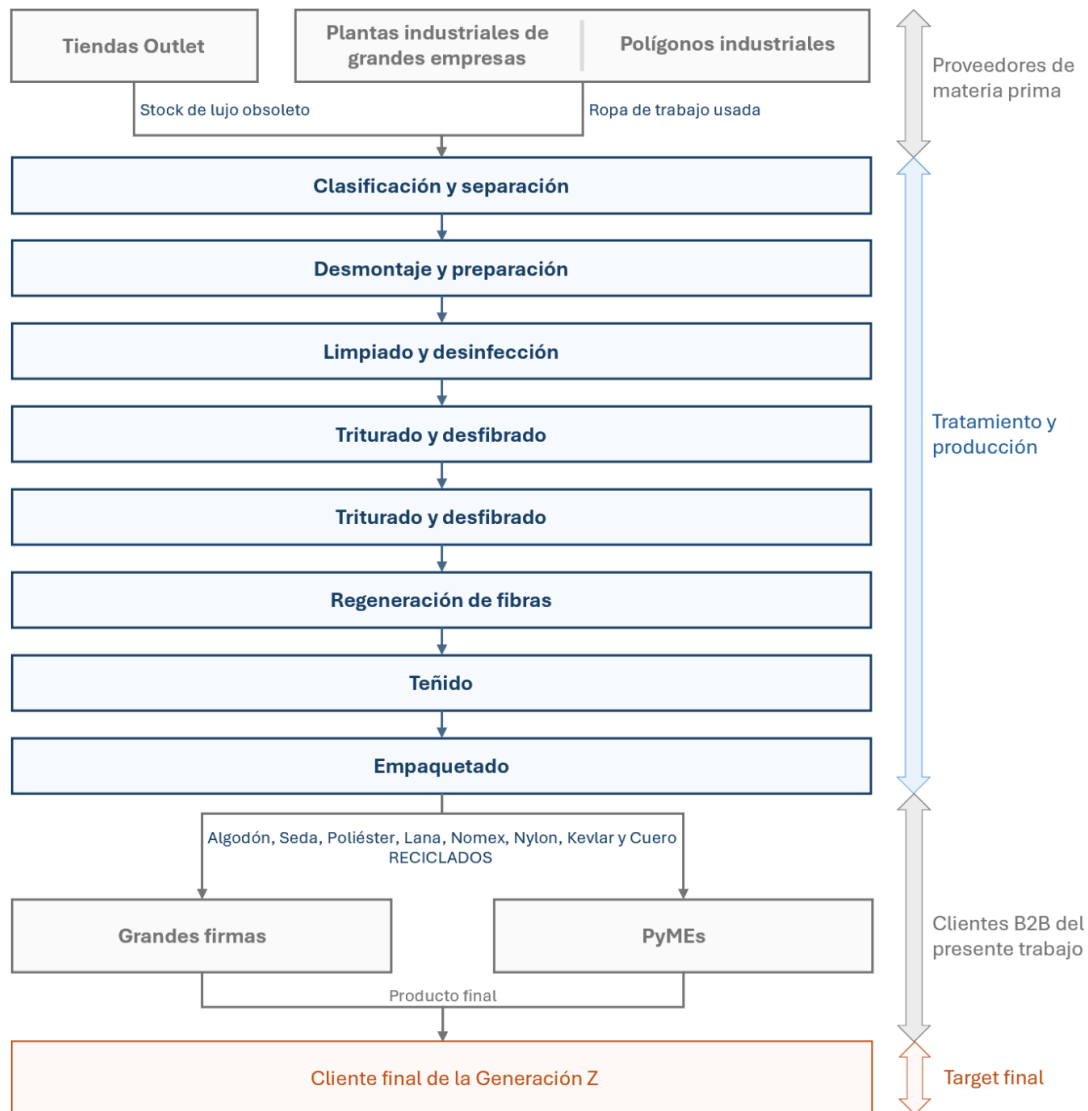 Tiendas Outlet
Plantas industriales de
grandes empresas
Polígonos industriales
Proveedores de
materia prima
Stock de lujo obsoleto
Ropa de trabajo usada
Clasificación y separación
Desmontaje y preparación
Limpiado y desinfección
Triturado y desfibrado
Tratamiento y
producción
Triturado y desfibrado
Regeneración de fibras
Teñido
Empaquetado
Algodón, Seda, Poliéster, Lana, Nomex, Nylon, Kevlar y Cuero
RECICLADOS
Grandes firmas
PyMEs
Clientes B2B del
presente trabajo
Producto final
Cliente final de la Generación Z
Target final